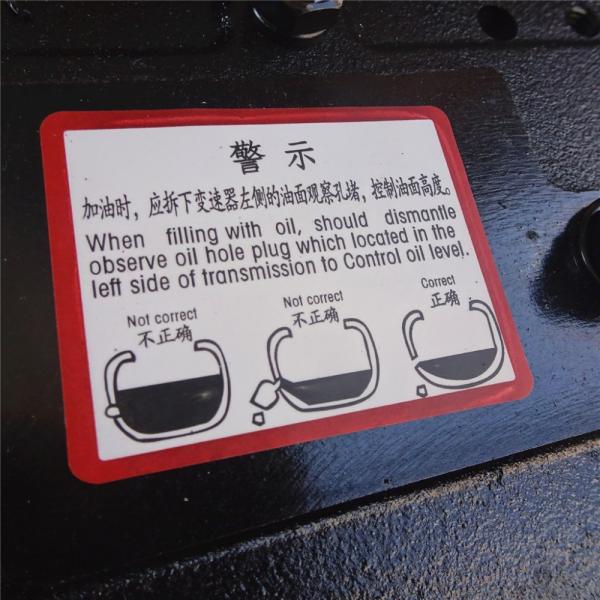 警示
加油时，应拆下变速器左侧的油面观察孔堵，控制油面高度。
When filling with oil, should dismantle
observe oil hole plug which located in the
left side of transmission to Control oil level.
Not correct
不正确
Not correct
不正确
Correct
正确